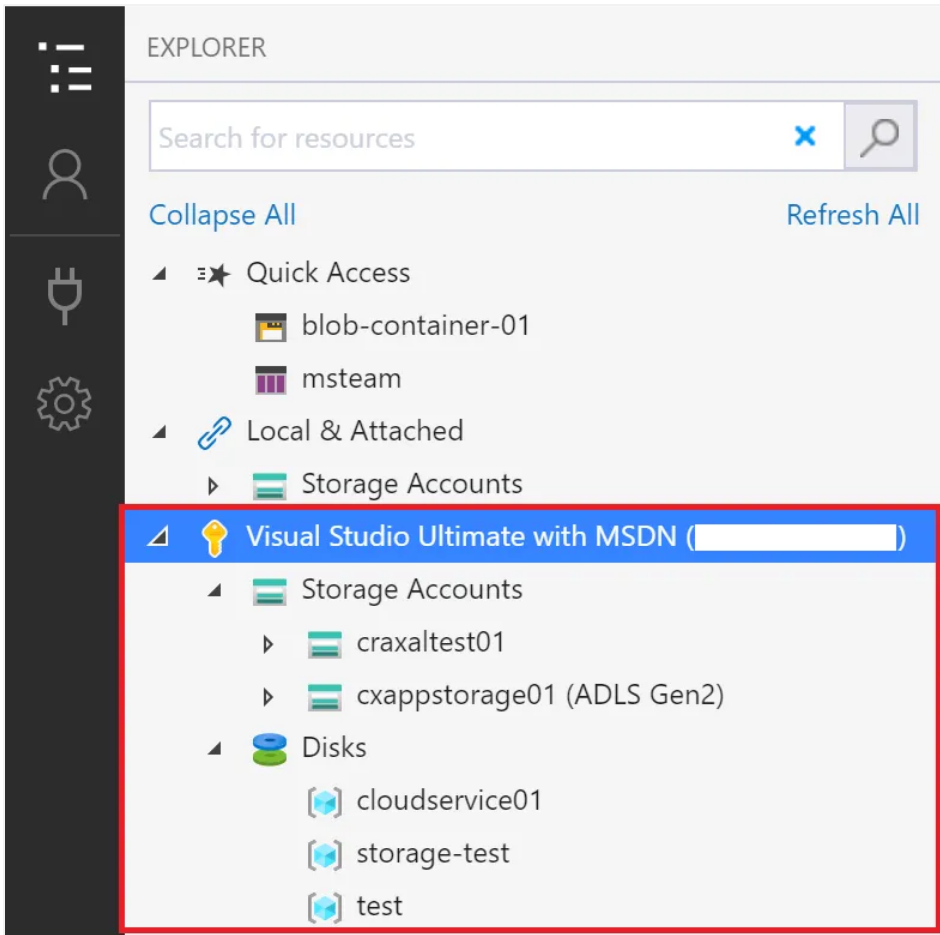 EXPLORER
Search for resources
Collapse All Refresh All
Quick Access
blob-container-01
msteam
Local & Attached
Storage Accounts
Visual Studio Ultimate with MSDN ( )
Storage Accounts
craxaltest01
cxappstorage01 (ADLS Gen2)
Disks
cloudservice01
storage-test
test